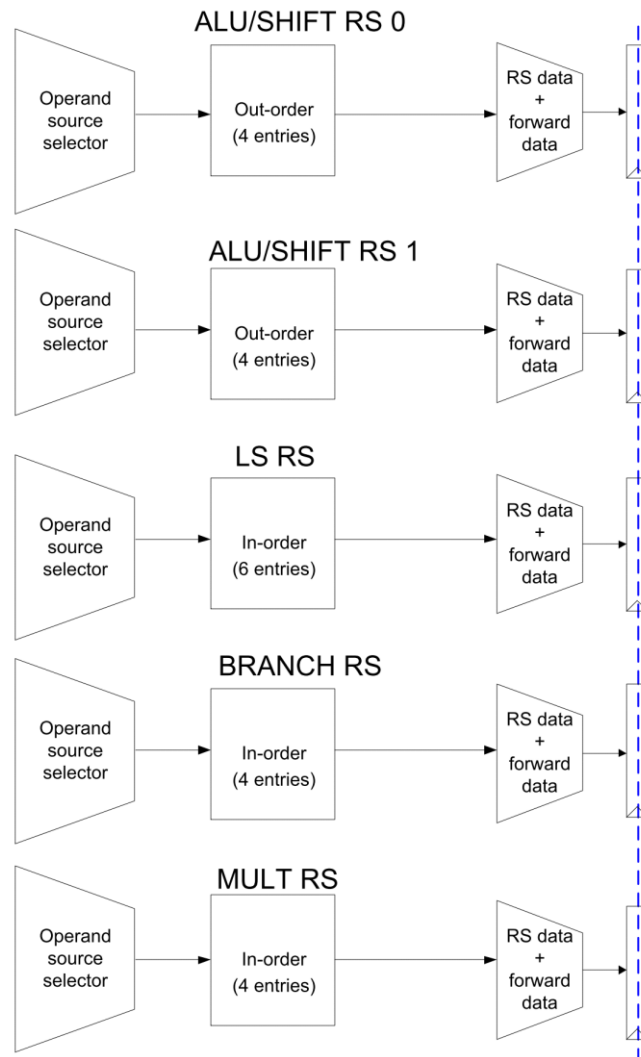 ALU/SHIFT RS 0
Operand
source
selector
Out-order
(4 entries)
RS data
+
forward
data
ALU/SHIFT RS 1
Operand
source
selector
Out-order
(4 entries)
RS data
+
forward
data
LS RS
Operand
source
selector
In-order
(6 entries)
RS data
+
forward
data
BRANCH RS
Operand
source
selector
In-order
(4 entries)
RS data
+
forward
data
MULT RS
Operand
source
selector
In-order
(4 entries)
RS data
+
forward
data